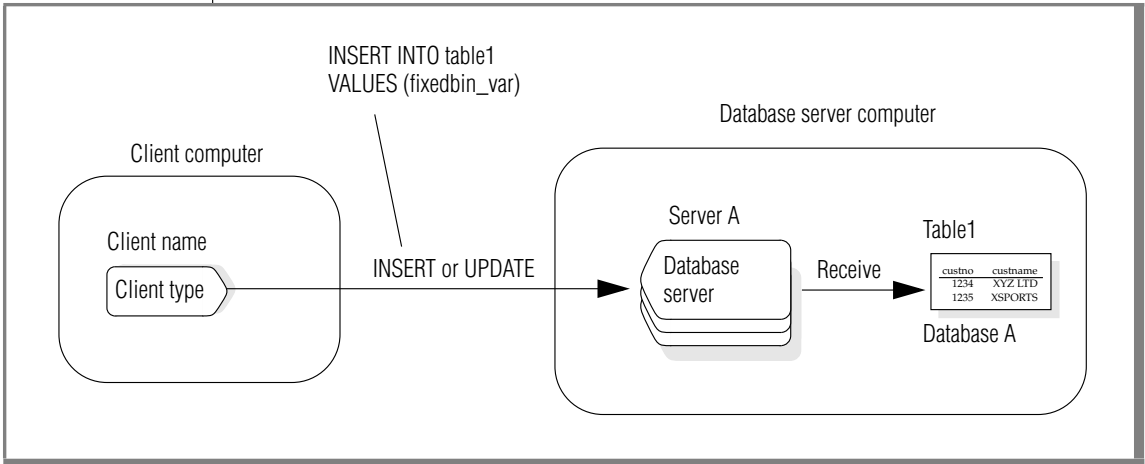 INSERT INTO table1
VALUES (fixedbin_var)
Database server computer
Client computer
Server A
Table1
Client name
Client type
INSERT or UPDATE
Database
server
Receive
custno custname
1234 XYZ LTD
1235 XSPORTS
Database A